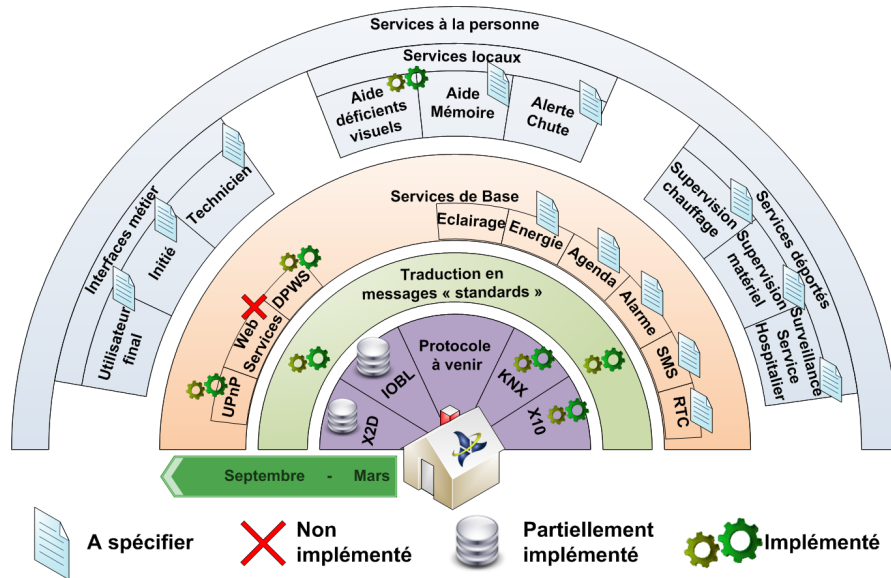 Services à la personne
Services locaux
Aide
déficients
visuels
Aide
Mémoire
Alerte
Chute
Interfaces métier
Technicien
Initié
Utilisateur
final
Services déportés
Supervision
chauffage
Supervision
matériel
Surveillance
Service
Hospitalier
Services de Base
Eclairage
Energie
Agenda
Alarme
SMS
RTC
DPWS
Web
Services
UPnP
Traduction en
messages « standards »
Protocole
à venir
IOBL
X2D
KNX
X10
Septembre - Mars
A spécifier
Non
implémenté
Partiellement
implémenté
Implémenté